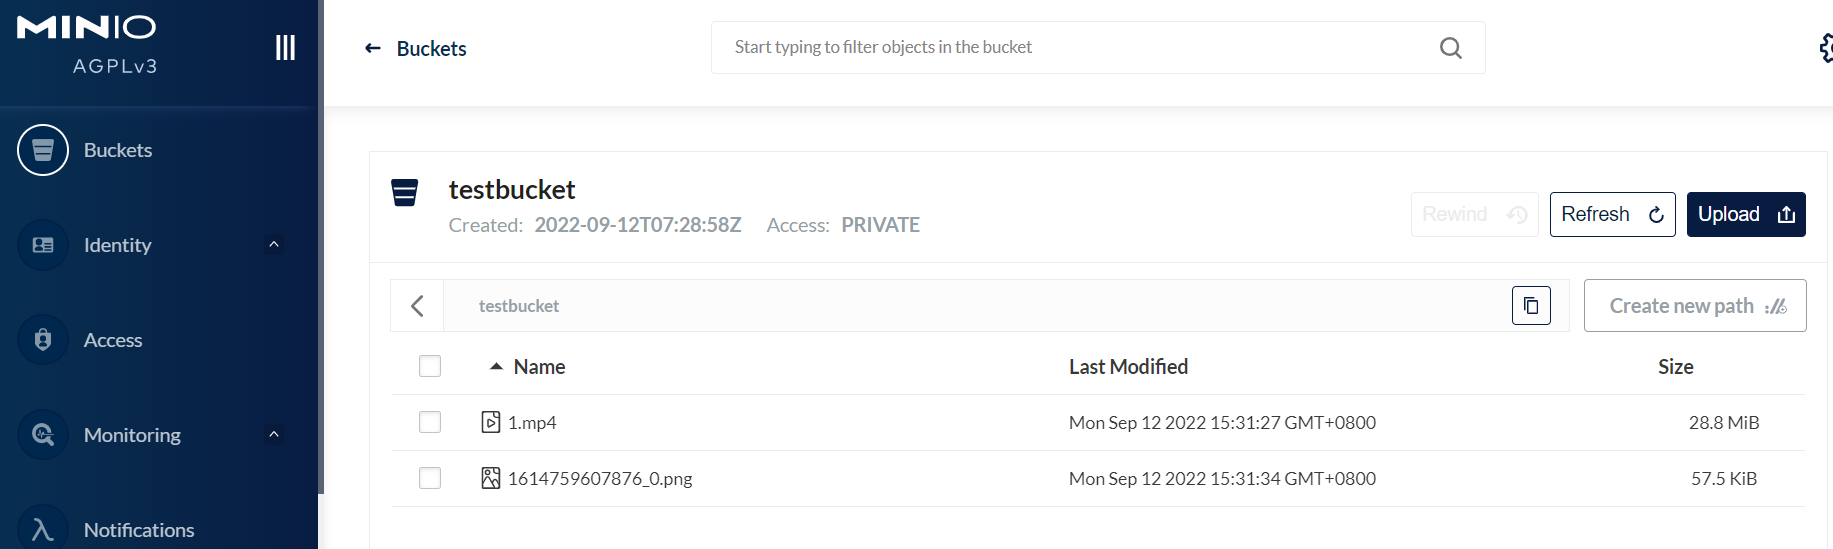 MINIO
AGPLv3
Buckets
Identity
Access
Monitoring
Notifications
Buckets
Start typing to filter objects in the bucket
testbucket
Created: 2022-09-12T07:28:58Z Access: PRIVATE
Rewind
Refresh
Upload
testbucket
Create new path
Name Last Modified Size
1.mp4 Mon Sep 12 2022 15:31:27 GMT+0800 28.8 MiB
1614759607876_0.png Mon Sep 12 2022 15:31:34 GMT+0800 57.5 KiB